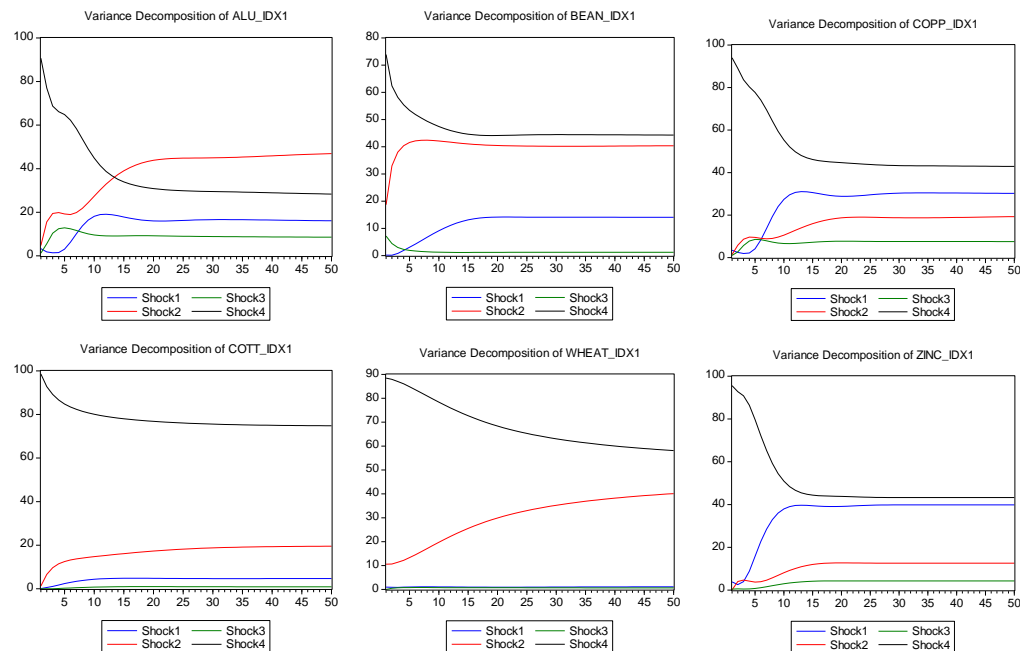 Variance Decomposition of ALU_IDX1
100
80
60
40
20
0
5 10 15 20 25 30 35 40 45 50
Shock1 Shock3
Shock2 Shock4
Variance Decomposition of BEAN_IDX1
80
70
60
50
40
30
20
10
0
5 10 15 20 25 30 35 40 45 50
Shock1 Shock3
Shock2 Shock4
Variance Decomposition of COPP_IDX1
100
80
60
40
20
0
5 10 15 20 25 30 35 40 45 50
Shock1 Shock3
Shock2 Shock4
Variance Decomposition of COTT_IDX1
100
80
60
40
20
0
5 10 15 20 25 30 35 40 45 50
Shock1 Shock3
Shock2 Shock4
Variance Decomposition of WHEAT_IDX1
90
80
70
60
50
40
30
20
10
0
5 10 15 20 25 30 35 40 45 50
Shock1 Shock3
Shock2 Shock4
Variance Decomposition of ZINC_IDX1
100
80
60
40
20
0
5 10 15 20 25 30 35 40 45 50
Shock1 Shock3
Shock2 Shock4